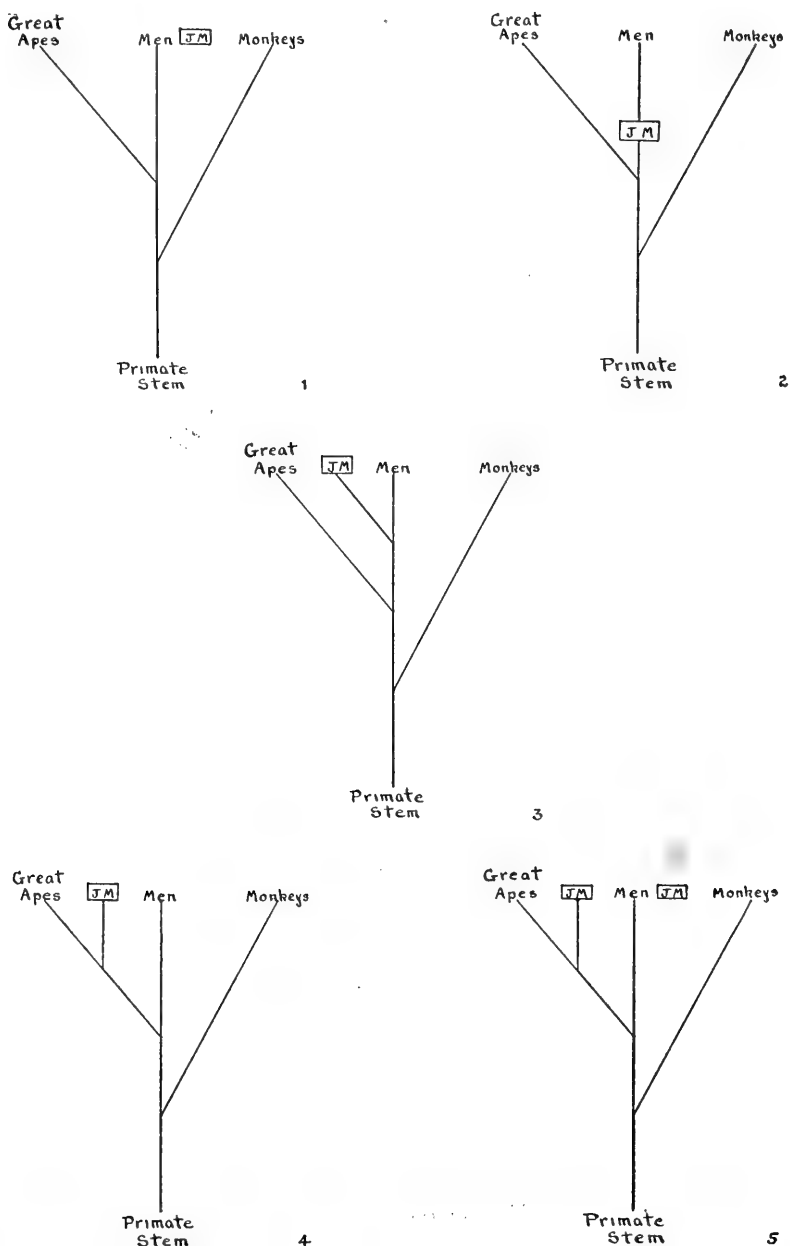 Great
Apes
Men JM Monkeys
Primate
Stem
1
Great
Apes
Men
Monkeys
JM
Primate
Stem
2
Great
Apes
JM
Men
Monkeys
Primate
Stem
3
Great
Apes
JM
Men
Monkeys
Primate
Stem
4
Great
Apes
JM
Men JM Monkeys
Primate
Stem
5